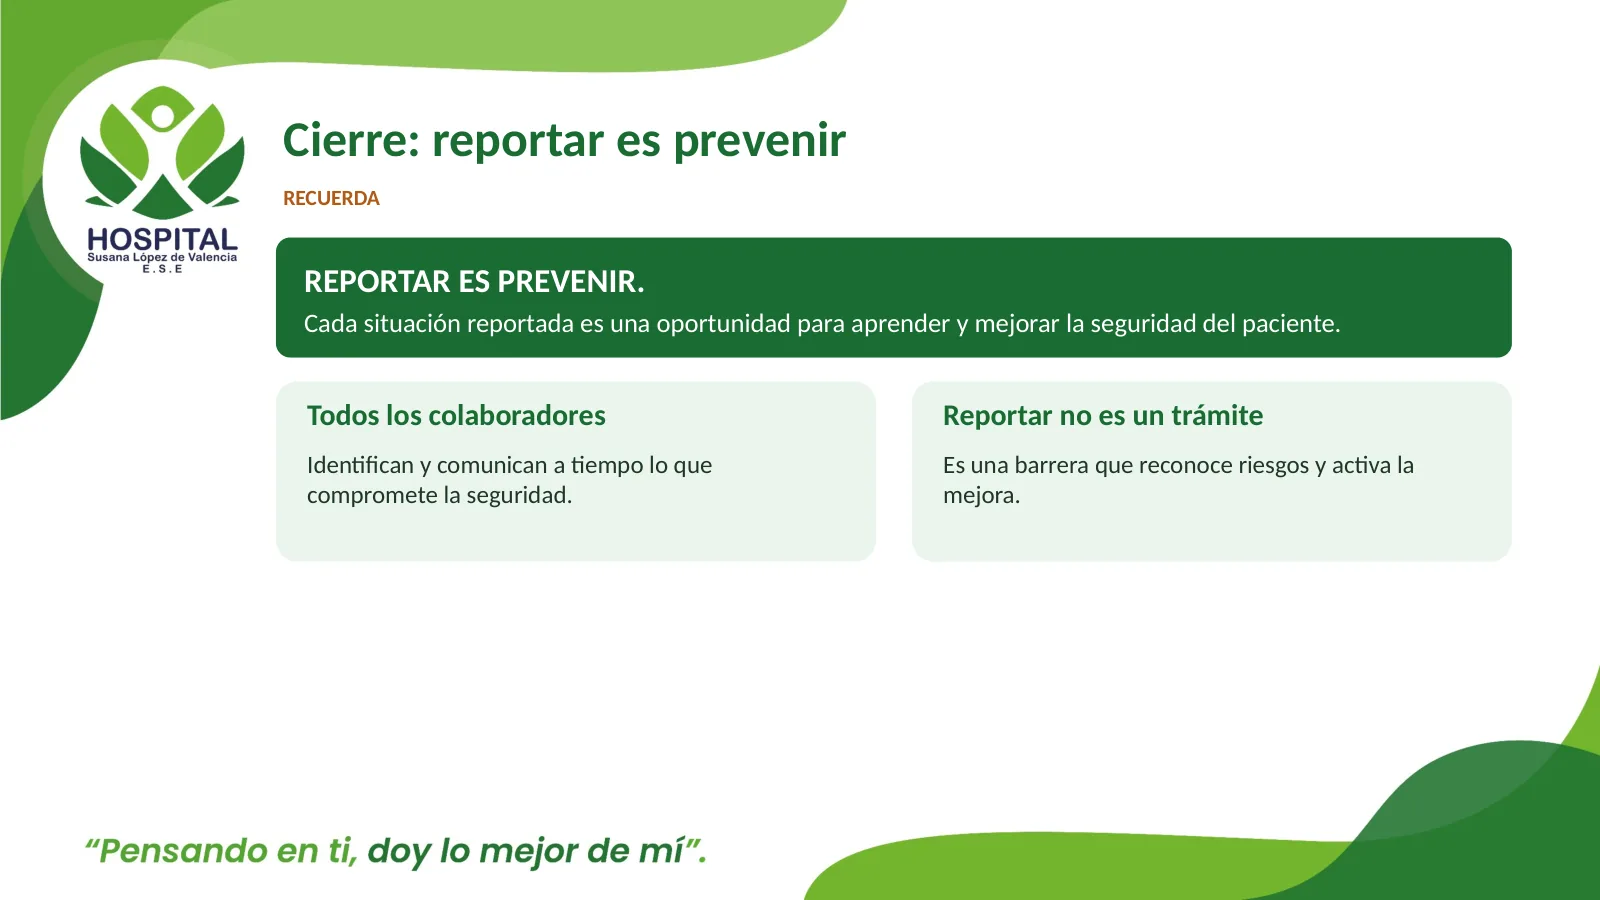 Cierre: reportar es prevenir
RECUERDA
HOSPITAL
Susana López de Valencia
E.S.E
REPORTAR ES PREVENIR.
Cada situación reportada es una oportunidad para aprender y mejorar la seguridad del paciente.
Todos los colaboradores
Identifican y comunican a tiempo lo que
compromete la seguridad.
Reportar no es un trámite
Es una barrera que reconoce riesgos y activa la
mejora.
“Pensando en ti, doy lo mejor de mí”.